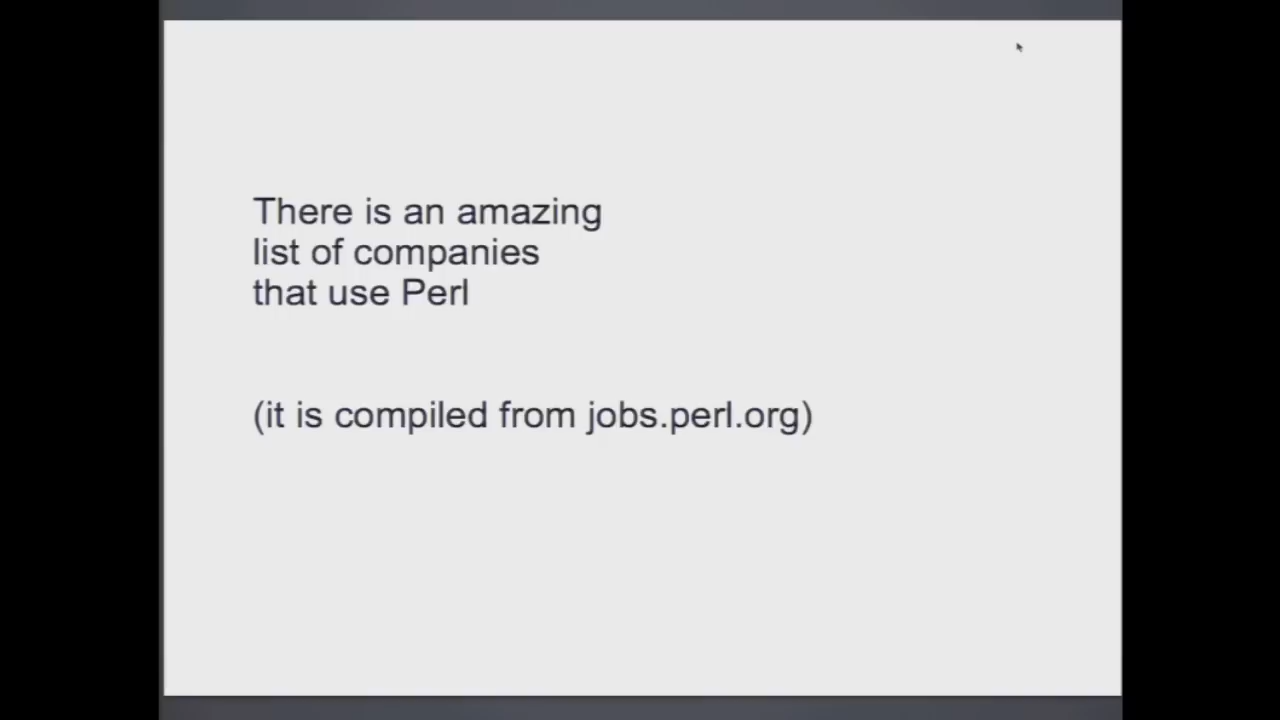 There is an amazing
list of companies
that use Perl
(it is compiled from jobs.perl.org)